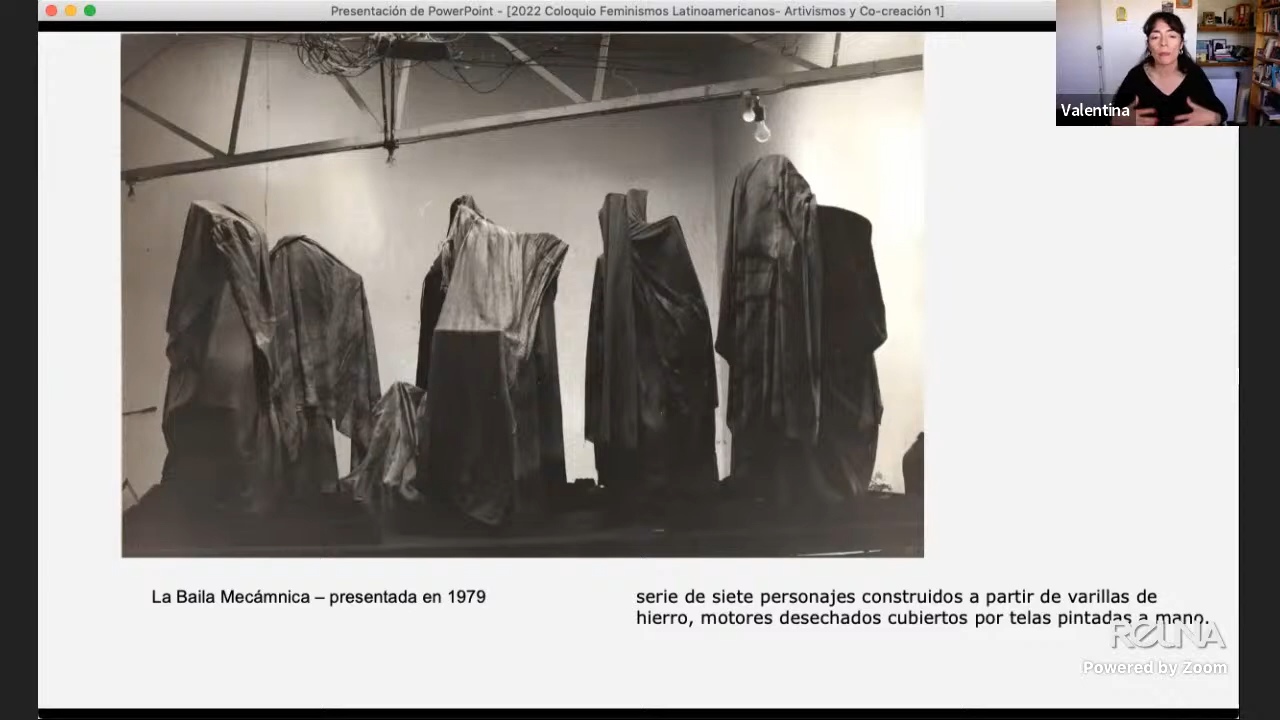 Presentación de PowerPoint - [2022 Coloquio Feminismos Latinoamericanos- Artivismos y Co-creación 1]
Valentina
La Baila Mecámnica – presentada en 1979
serie de siete personajes construidos a partir de varillas de
hierro, motores desechados cubiertos por telas pintadas a mano.
REUNA
Powered by Zoom